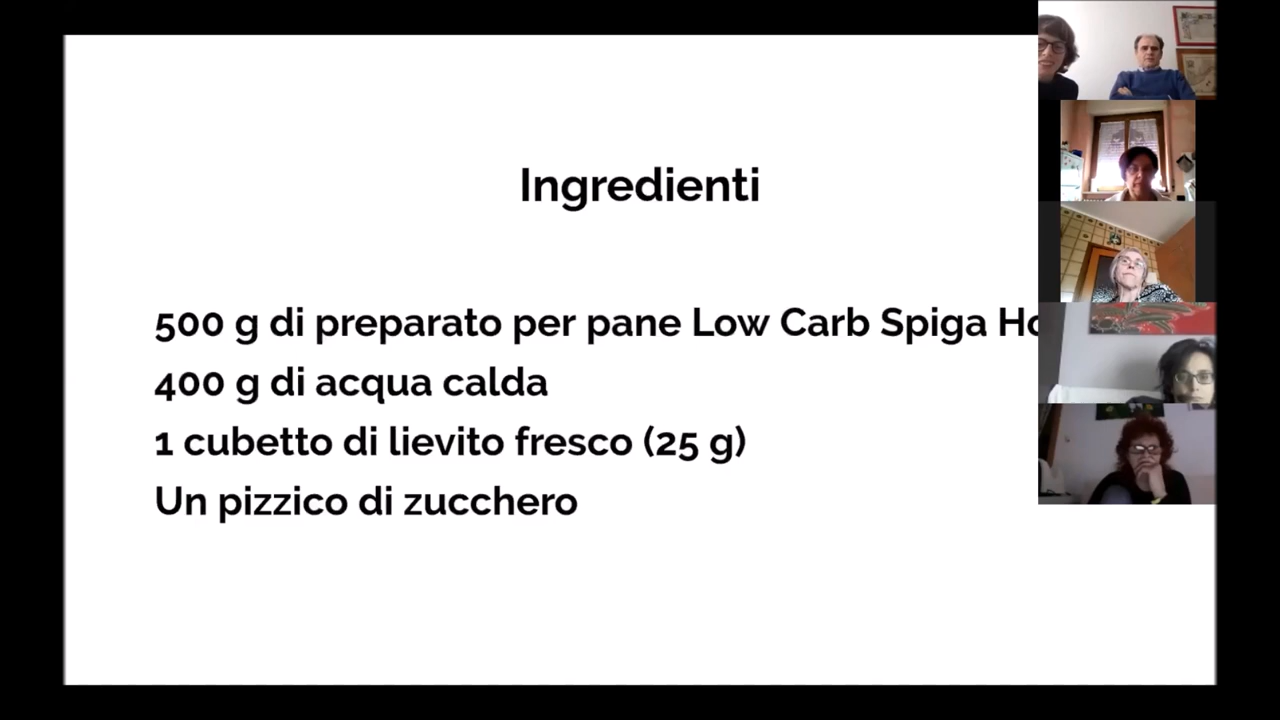 Ingredienti
500 g di preparato per pane Low Carb Spiga
400 g di acqua calda
1 cubetto di lievito fresco (25 g)
Un pizzico di zucchero